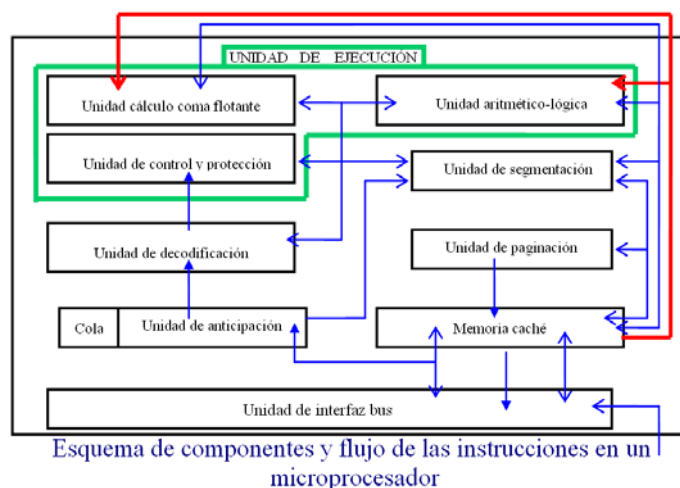 UNIDAD DE EJECUCIÓN
Unidad cálculo coma flotante
Unidad aritmético-lógica
Unidad de control y protección
Unidad de segmentación
Unidad de decodificación
Unidad de paginación
Cola
Unidad de anticipación
Memoria caché
Unidad de interfaz bus
Esquema de componentes y flujo de las instrucciones en un
microprocesador